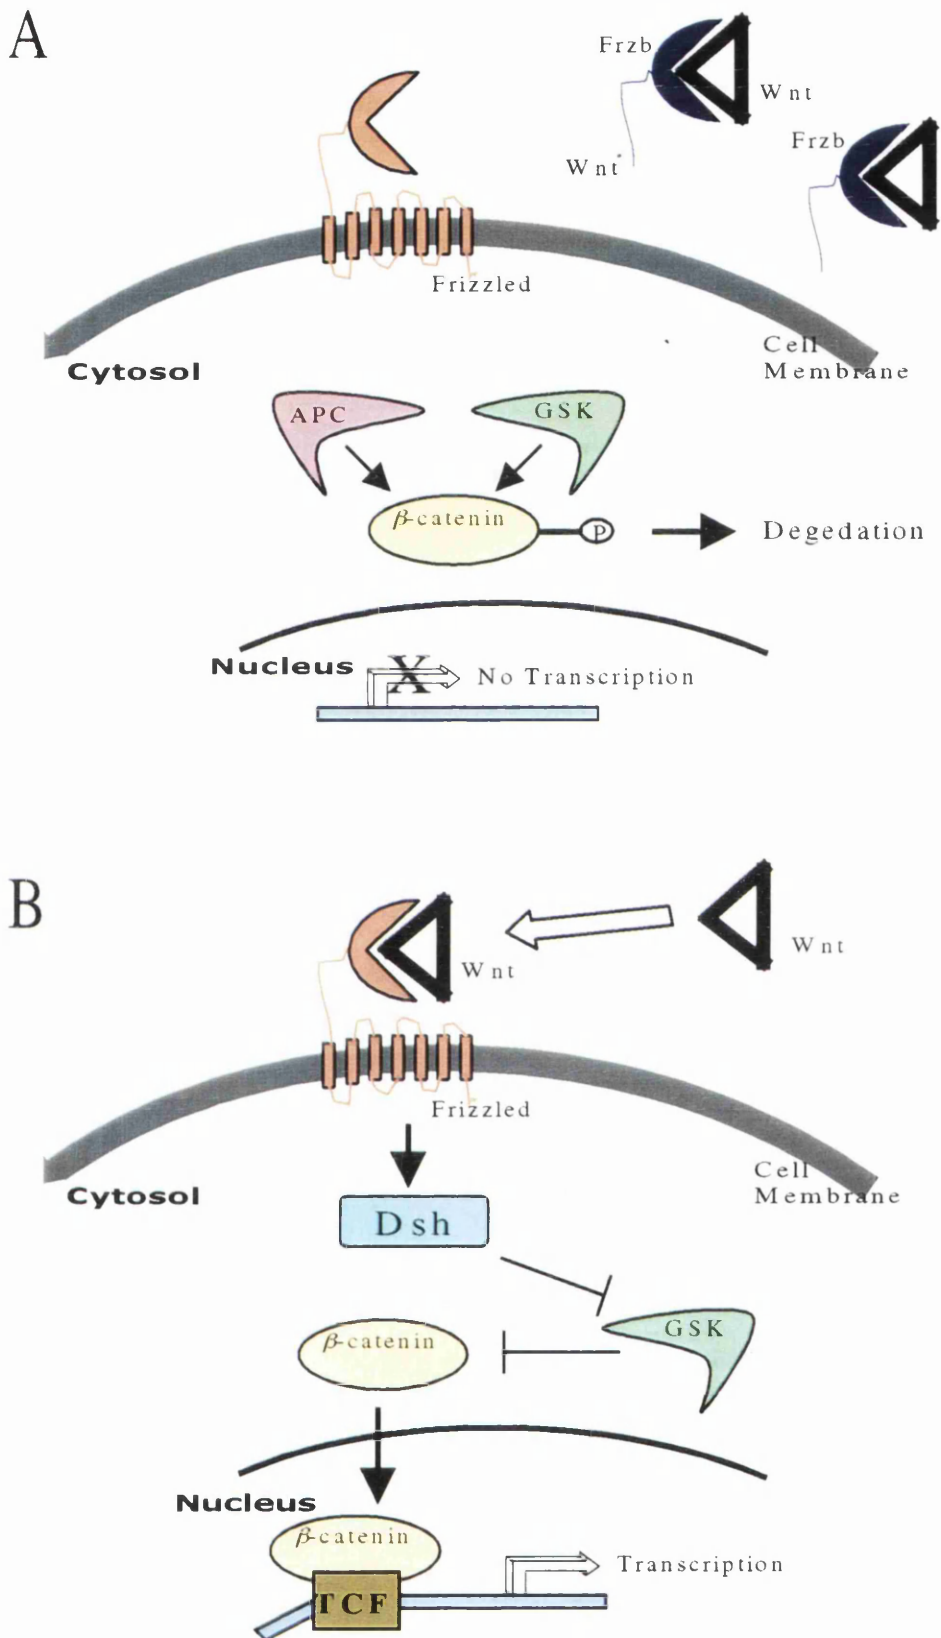 A
Frzb
Wnt
Frzb
Wnt
Frizzled
Cell
Membrane
Cytosol
APC
GSK
β-catenin
P
Degedation
Nucleus
X
No Transcription
B
Wnt
Wnt
Frizzled
Cell
Membrane
Cytosol
Dsh
GSK
β-catenin
Nucleus
β-catenin
TCF
Transcription